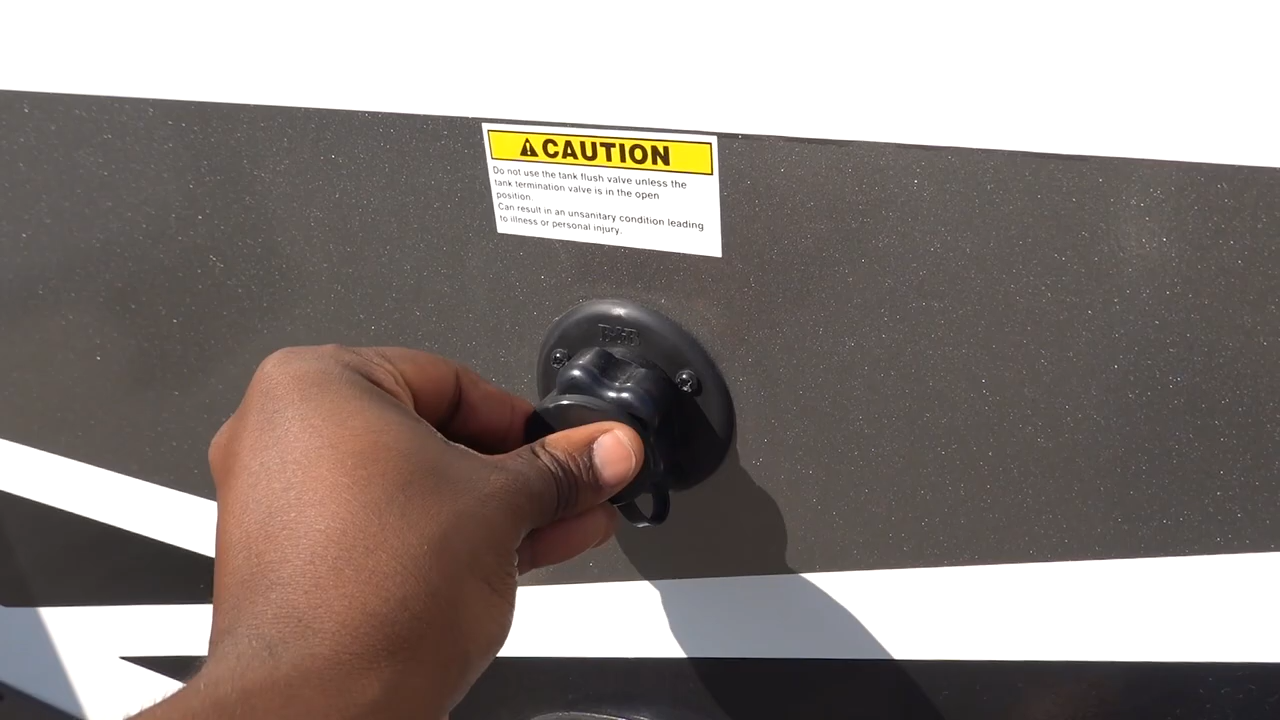 CAUTION
Do not use the tank flush valve unless the
tank termination valve is in the open
position.
Can result in an unsanitary condition leading
to illness or personal injury.
B&B